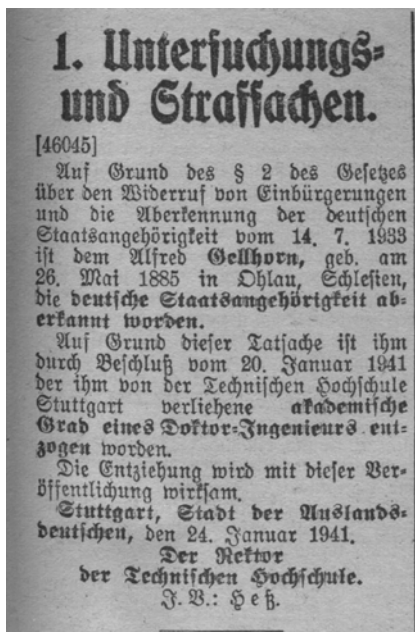 1. Untersuchungs-
und Strafsachen.
[46045]
Auf Grund des § 2 des Gesetzes
über den Widerruf von Einbürgerungen
und die Aberkennung der deutschen
Staatsangehörigkeit vom 14. 7. 1933
ist dem Alfred Gellhorn, geb. am
26. Mai 1885 in Ohlau, Schlesien,
die deutsche Staatsangehörigkeit ab-
erkannt worden.
Auf Grund dieser Tatsache ist ihm
durch Beschluß vom 20. Januar 1941
der ihm von der Technischen Hochschule
Stuttgart verliehene akademische
Grad eines Doktor-Ingenieurs ent-
zogen worden.
Die Entziehung wird mit dieser Ver-
öffentlichung wirksam.
Stuttgart, Stadt der Auslands-
deutschen, den 24. Januar 1941.
Der Rektor
der Technischen Hochschule.
J. V.: Heß.